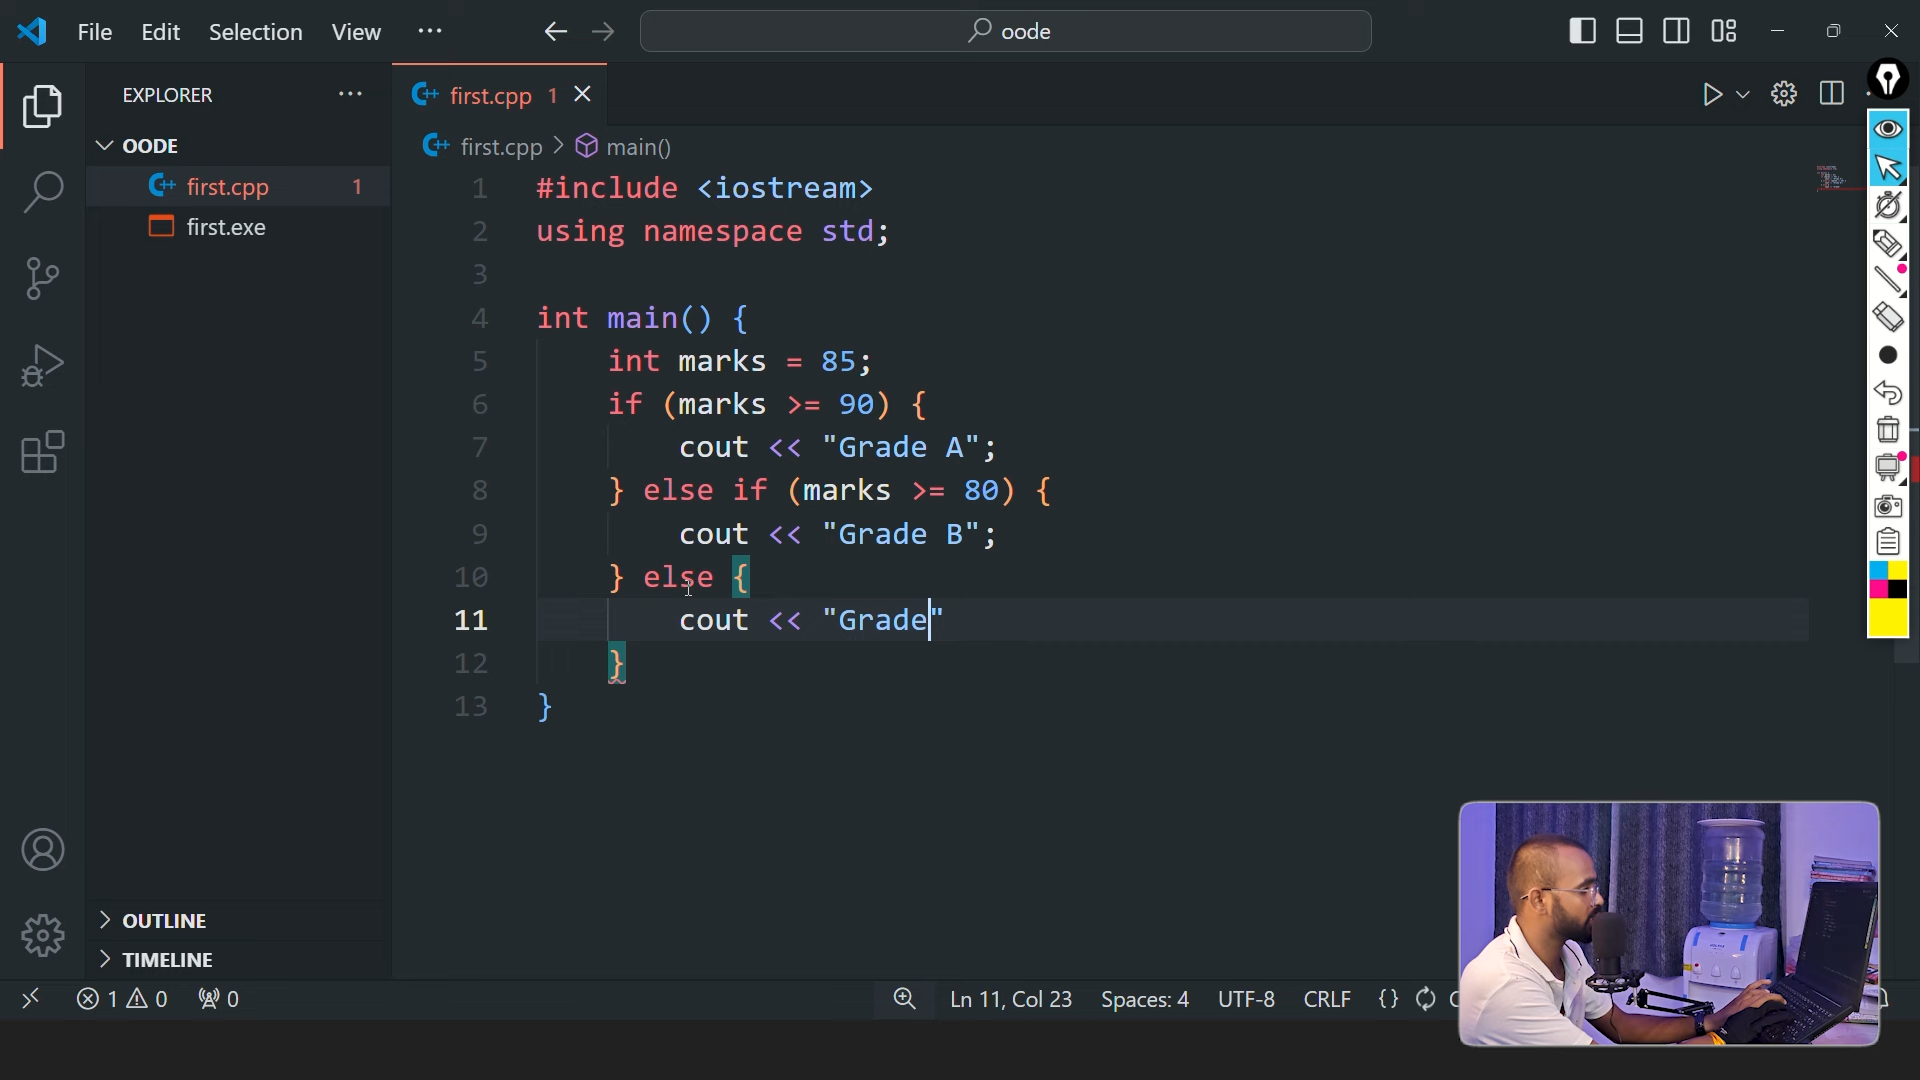 File Edit Selection View ··· oode
EXPLORER ···
OODE
first.cpp 1
first.exe
OUTLINE
TIMELINE
first.cpp 1
first.cpp > main()
1 #include <iostream>
2 using namespace std;
3
4 int main() {
5 int marks = 85;
6 if (marks >= 90) {
7 cout << "Grade A";
8 } else if (marks >= 80) {
9 cout << "Grade B";
10 } else {
11 cout << "Grade"
12 }
13 }
1 0 0 Ln 11, Col 23 Spaces: 4 UTF-8 CRLF {}